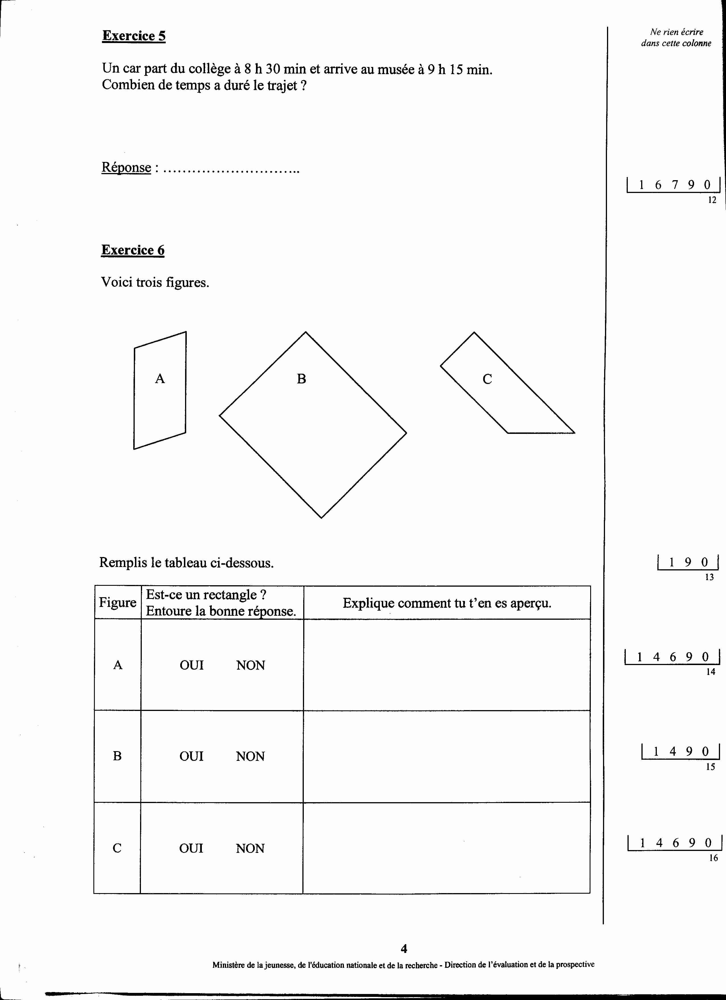 Exercice 5
Ne rien écrire
dans cette colonne
Un car part du collège à 8 h 30 min et arrive au musée à 9 h 15 min.
Combien de temps a duré le trajet ?
Réponse : ................................
1 6 7 9 0
12
Exercice 6
Voici trois figures.
A
B
C
Remplis le tableau ci-dessous.
1 9 0
13
Figure
Est-ce un rectangle ?
Entoure la bonne réponse.
Explique comment tu t'en es aperçu.
A OUI NON
1 4 6 9 0
14
B OUI NON
1 4 9 0
15
C OUI NON
1 4 6 9 0
16
4
Ministère de la jeunesse, de l'éducation nationale et de la recherche - Direction de l'évaluation et de la prospective